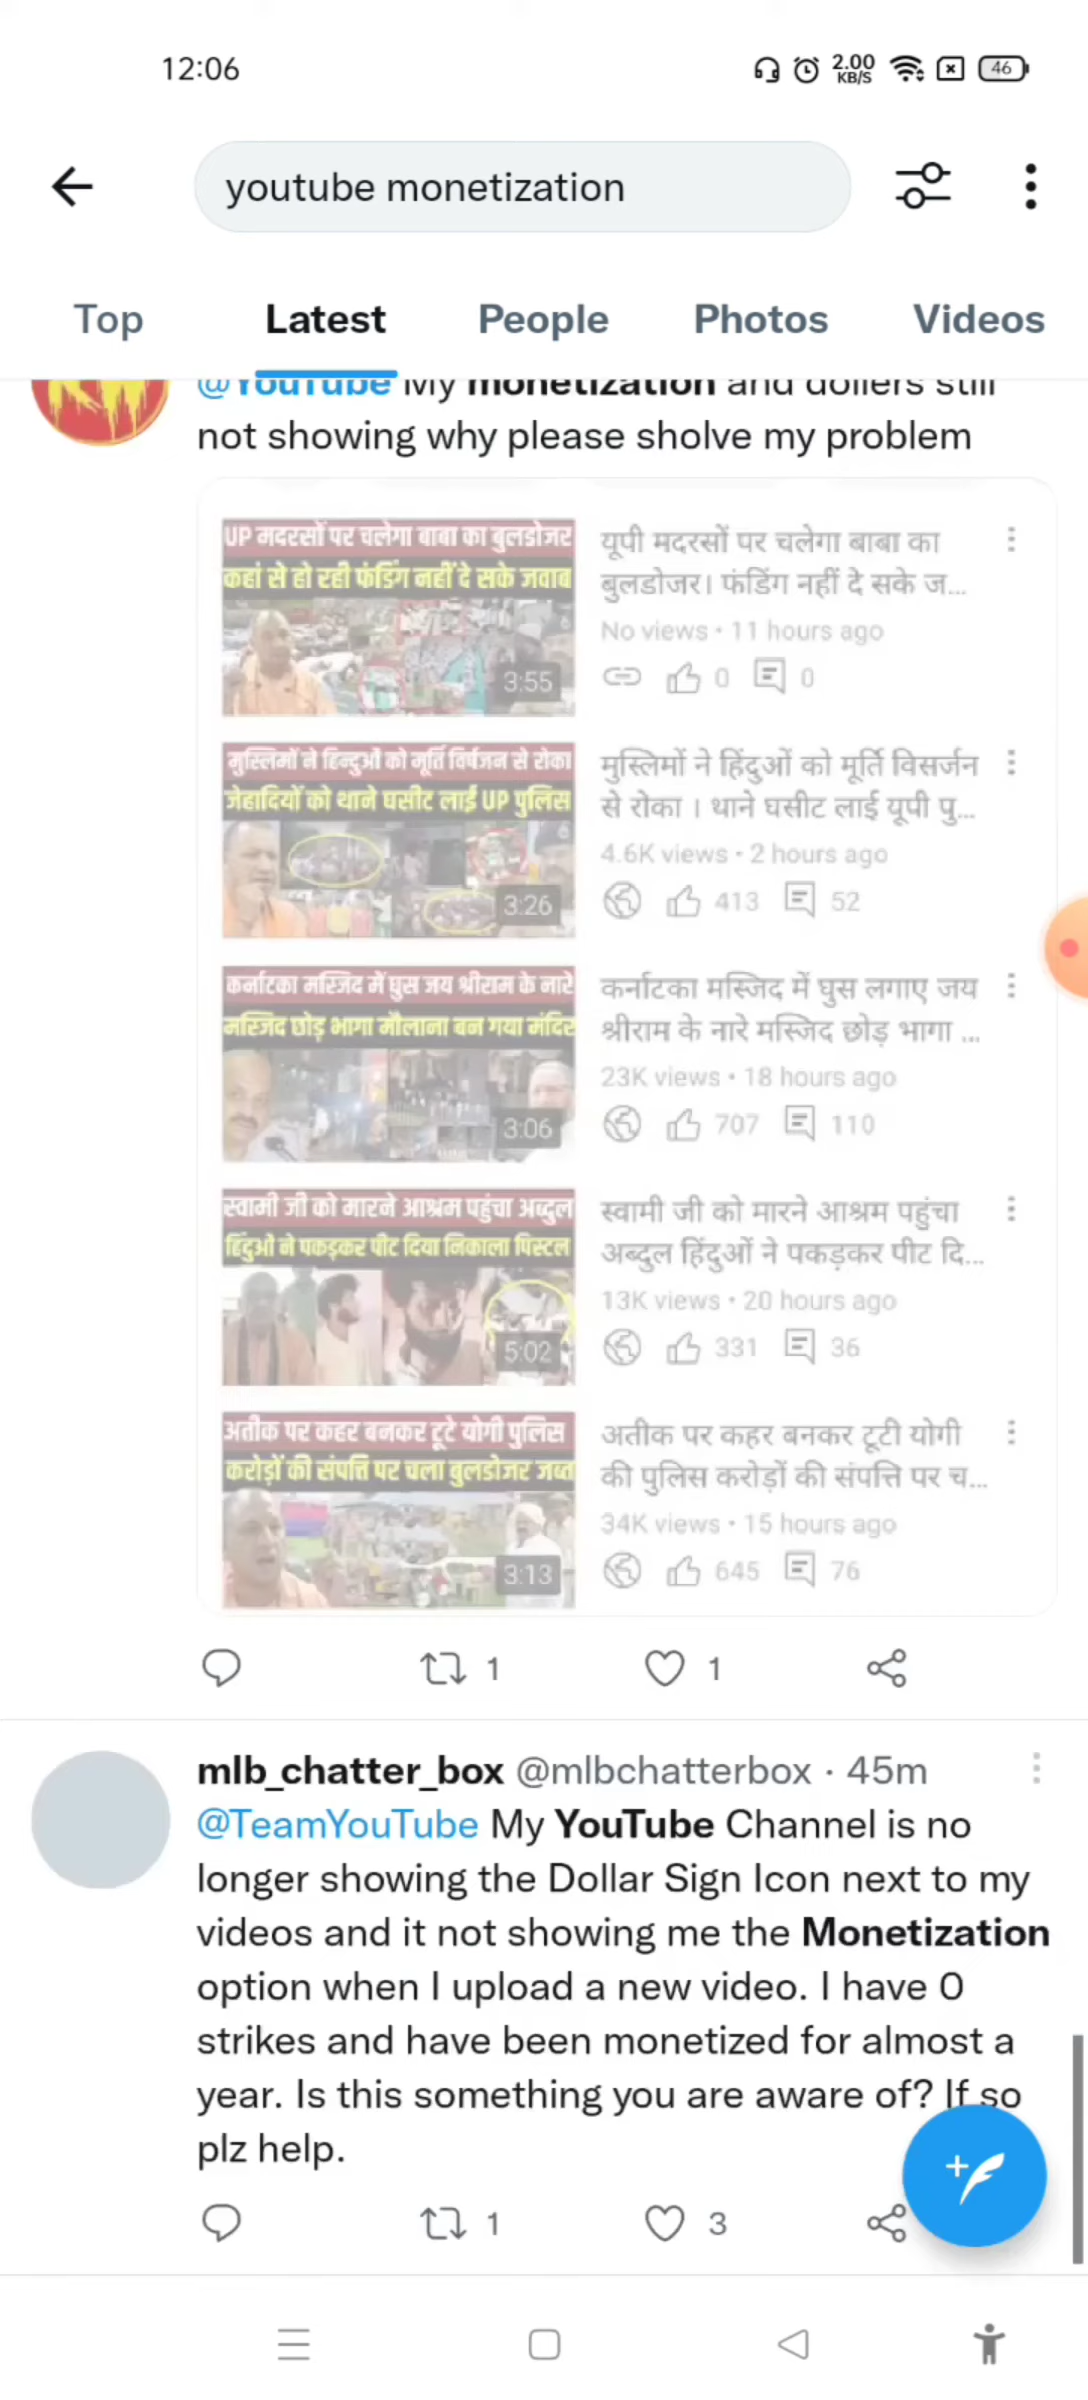 12:06
2.00
KB/S
46
youtube monetization
Top Latest People Photos Videos
@YouTube My monetization and dollers still
not showing why please sholve my problem
UP मदरसों पर चलेगा बाबा का बुलडोजर
कहां से हो रही फंडिंग नहीं दे सके जवाब
3:55
यूपी मदरसों पर चलेगा बाबा का
बुलडोजर। फंडिंग नहीं दे सके ज...
No views • 11 hours ago
0 0
मुस्लिमों ने हिन्दुओं को मूर्ति विर्षजन से रोका
जेहादियों को थाने घसीट लाई UP पुलिस
3:26
मुस्लिमों ने हिंदुओं को मूर्ति विसर्जन
से रोका । थाने घसीट लाई यूपी पु...
4.6K views • 2 hours ago
413 52
कर्नाटका मस्जिद में घुस जय श्रीराम के नारे
मस्जिद छोड़ भागा मौलाना बन गया मंदिर
3:06
कर्नाटका मस्जिद में घुस लगाए जय
श्रीराम के नारे मस्जिद छोड़ भागा ...
23K views • 18 hours ago
707 110
स्वामी जी को मारने आश्रम पहुंचा अब्दुल
हिंदुओ ने पकड़कर पीट दिया निकाला पिस्टल
5:02
स्वामी जी को मारने आश्रम पहुंचा
अब्दुल हिंदुओं ने पकड़कर पीट दि...
13K views • 20 hours ago
331 36
अतीक पर कहर बनकर टूटे योगी पुलिस
करोड़ों की संपत्ति पर चला बुलडोजर जब्त
3:13
अतीक पर कहर बनकर टूटी योगी
की पुलिस करोड़ों की संपत्ति पर च...
34K views • 15 hours ago
645 76
1 1
mlb_chatter_box @mlbchatterbox · 45m
@TeamYouTube My YouTube Channel is no
longer showing the Dollar Sign Icon next to my
videos and it not showing me the Monetization
option when I upload a new video. I have 0
strikes and have been monetized for almost a
year. Is this something you are aware of? If so
plz help.
1 3